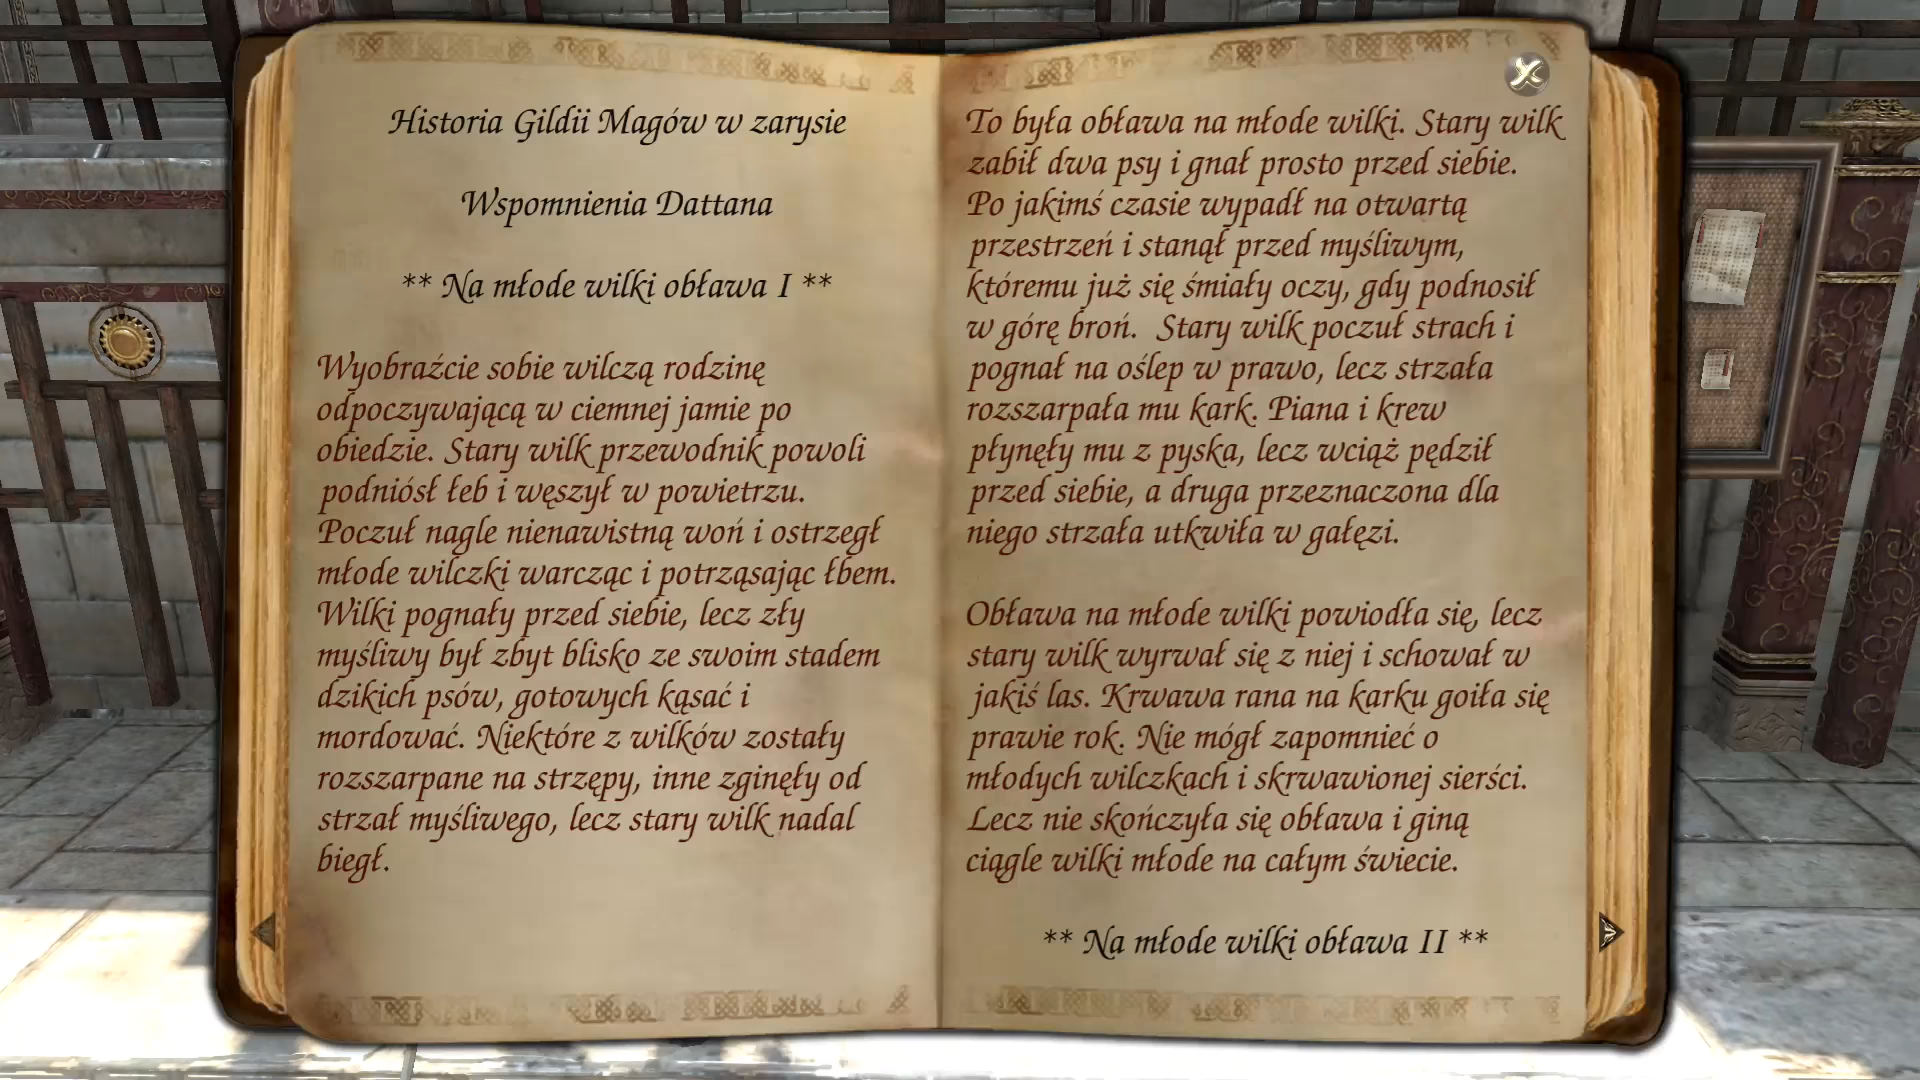 Historia Gildii Magów w zarysie
Wspomnienia Dattana
** Na młode wilki obława I **
Wyobraźcie sobie wilczą rodzinę
odpoczywającą w ciemnej jamie po
obiedzie. Stary wilk przewodnik powoli
podniósł łeb i węszył w powietrzu.
Poczuł nagle nienawistną woń i ostrzegł
młode wilczki warcząc i potrząsając łbem.
Wilki pognały przed siebie, lecz zły
myśliwy był zbyt blisko ze swoim stadem
dzikich psów, gotowych kąsać i
mordować. Niektóre z wilków zostały
rozszarpane na strzępy, inne zginęły od
strzał myśliwego, lecz stary wilk nadal
biegł.
To była obława na młode wilki. Stary wilk
zabił dwa psy i gnał prosto przed siebie.
Po jakimś czasie wypadł na otwartą
przestrzeń i stanął przed myśliwym,
któremu już się śmiały oczy, gdy podnosił
w górę broń.  Stary wilk poczuł strach i
pognał na oślep w prawo, lecz strzała
rozszarpała mu kark. Piana i krew
płynęły mu z pyska, lecz wciąż pędził
przed siebie, a druga przeznaczona dla
niego strzała utkwiła w gałęzi.
Obława na młode wilki powiodła się, lecz
stary wilk wyrwał się z niej i schował w
jakiś las. Krwawa rana na karku goiła się
prawie rok. Nie mógł zapomnieć o
młodych wilczkach i skrwawionej sierści.
Lecz nie skończyła się obława i giną
ciągle wilki młode na całym świecie.
** Na młode wilki obława II **